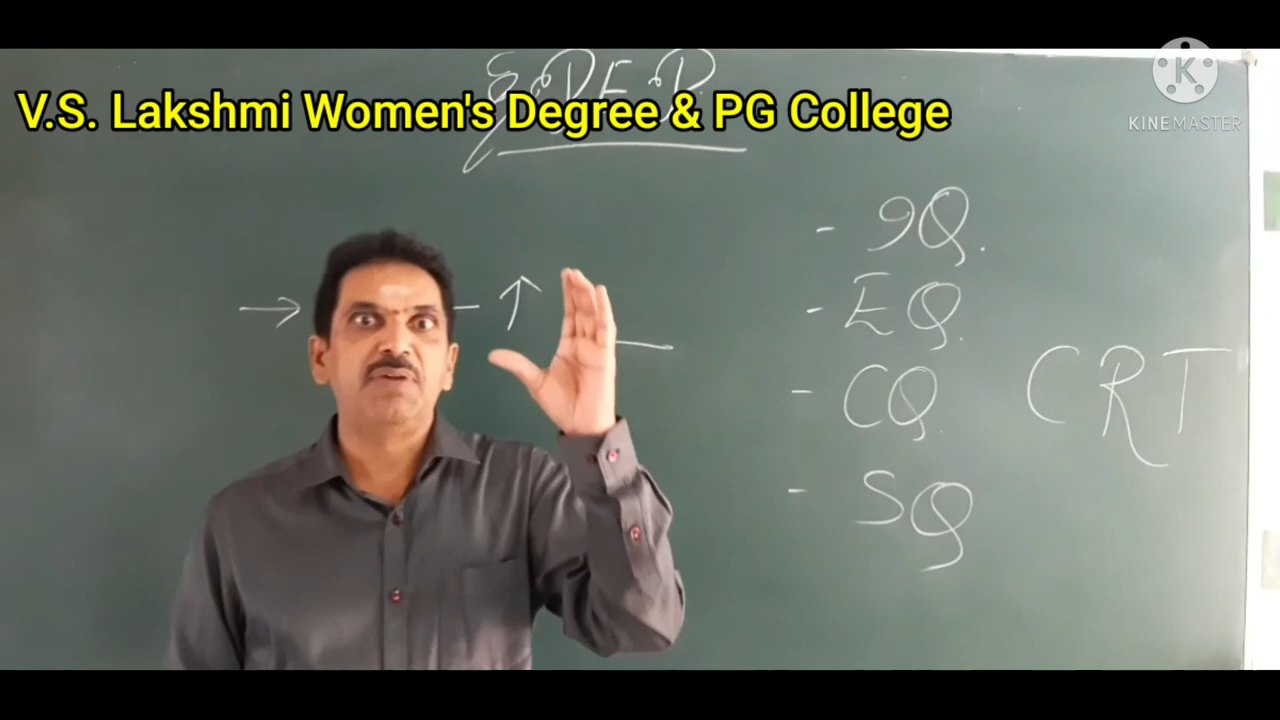 V.S. Lakshmi Women's Degree & PG College
K
KINEMASTER
- IQ.
- EQ.
- CQ.
CRT
- SQ